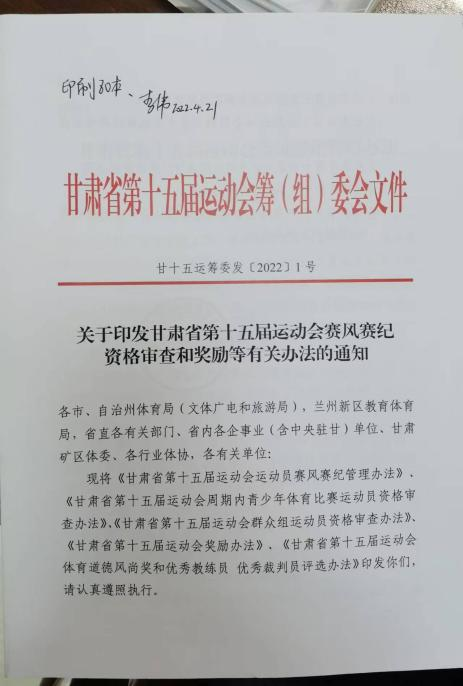 印刷30本、
李伟2022.4.21
甘肃省第十五届运动会筹（组）委会文件
甘十五运筹委发〔2022〕1号
关于印发甘肃省第十五届运动会赛风赛纪
资格审查和奖励等有关办法的通知
各市、自治州体育局（文体广电和旅游局），兰州新区教育体育
局，省直各有关部门、省内各企事业（含中央驻甘）单位、甘肃
矿区体委、各行业体协，各有关单位：
现将《甘肃省第十五届运动会运动员赛风赛纪管理办法》、
《甘肃省第十五届运动会周期内青少年体育比赛运动员资格审
查办法》、《甘肃省第十五届运动会群众组运动员资格审查办法》、
《甘肃省第十五届运动会奖励办法》、《甘肃省第十五届运动会
体育道德风尚奖和优秀教练员 优秀裁判员评选办法》印发你们，
请认真遵照执行。